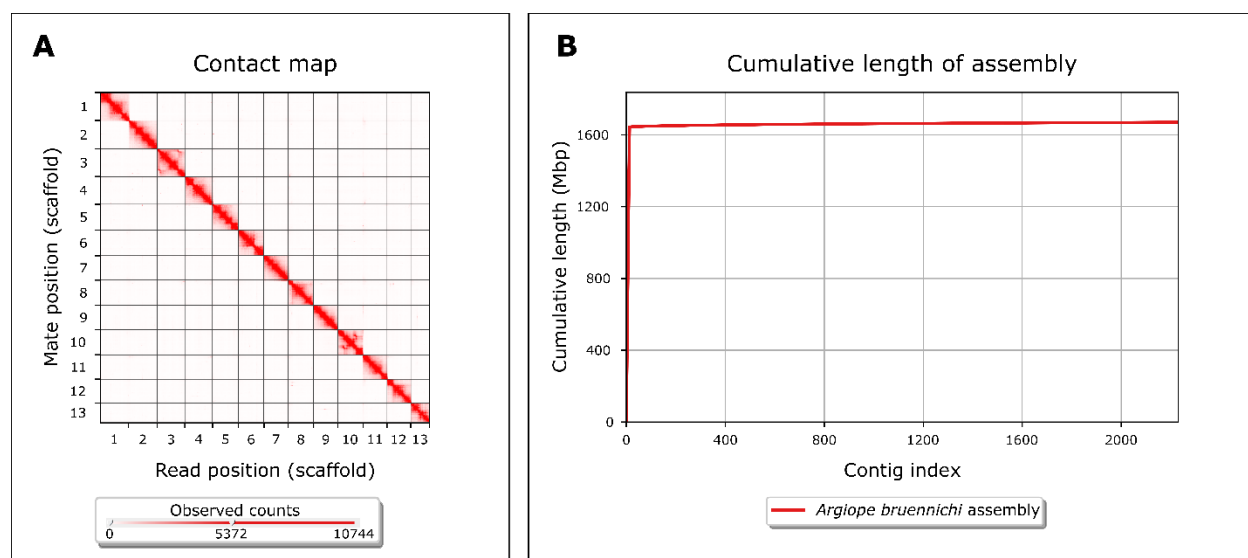 A
Contact map
Mate position (scaffold)
1
2
3
4
5
6
7
8
9
10
11
12
13
1 2 3 4 5 6 7 8 9 10 11 12 13
Read position (scaffold)
Observed counts
0 5372 10744
B
Cumulative length of assembly
Cumulative length (Mbp)
1600
1200
800
400
0
0 400 800 1200 1600 2000
Contig index
Argiope bruennichi assembly